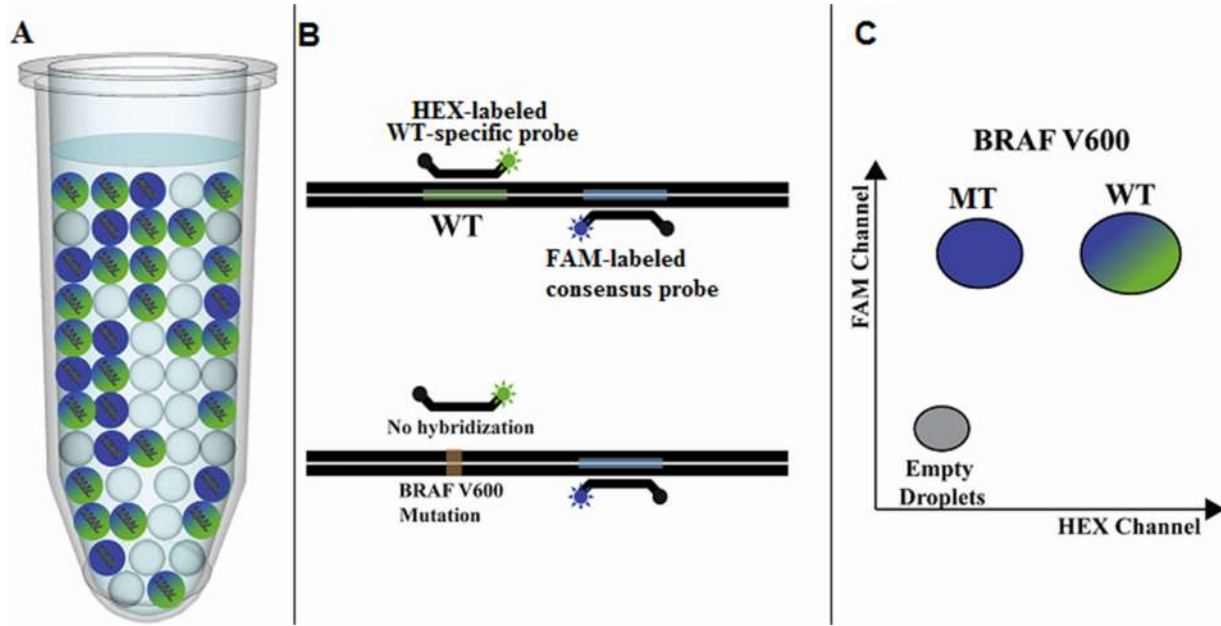 A
B
HEX-labeled
WT-specific probe
WT
FAM-labeled
consensus probe
No hybridization
BRAF V600
Mutation
C
BRAF V600
MT
WT
FAM Channel
Empty
Droplets
HEX Channel